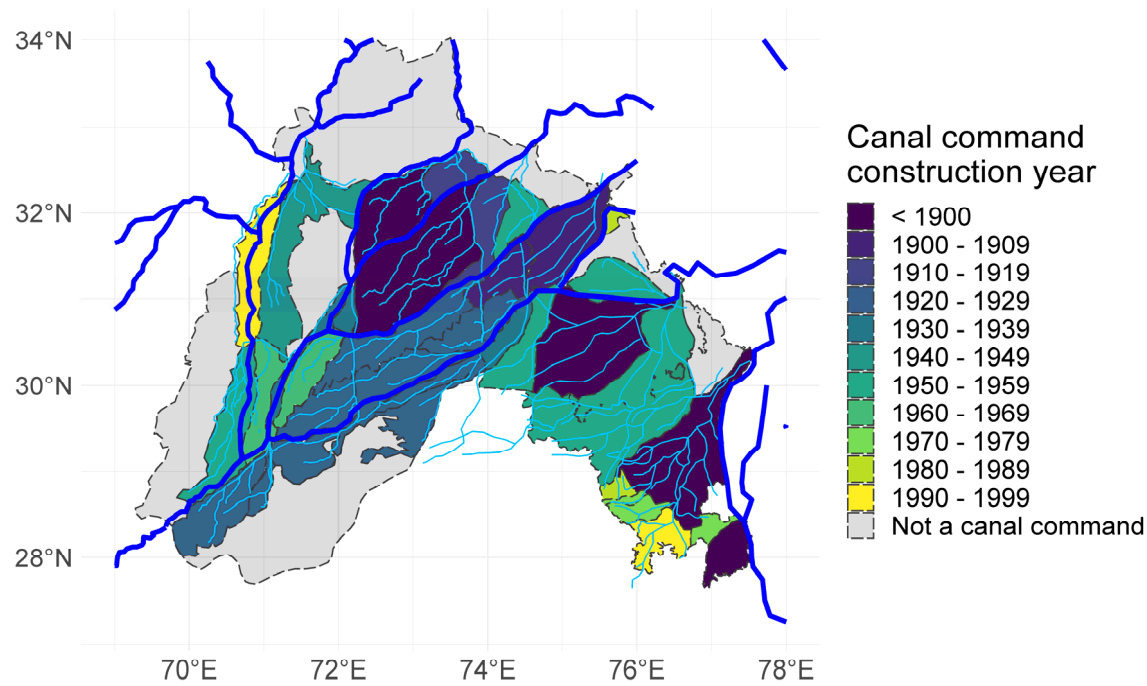 34°N
32°N
30°N
28°N
70°E
72°E
74°E
76°E
78°E
Canal command
construction year
< 1900
1900 - 1909
1910 - 1919
1920 - 1929
1930 - 1939
1940 - 1949
1950 - 1959
1960 - 1969
1970 - 1979
1980 - 1989
1990 - 1999
Not a canal command